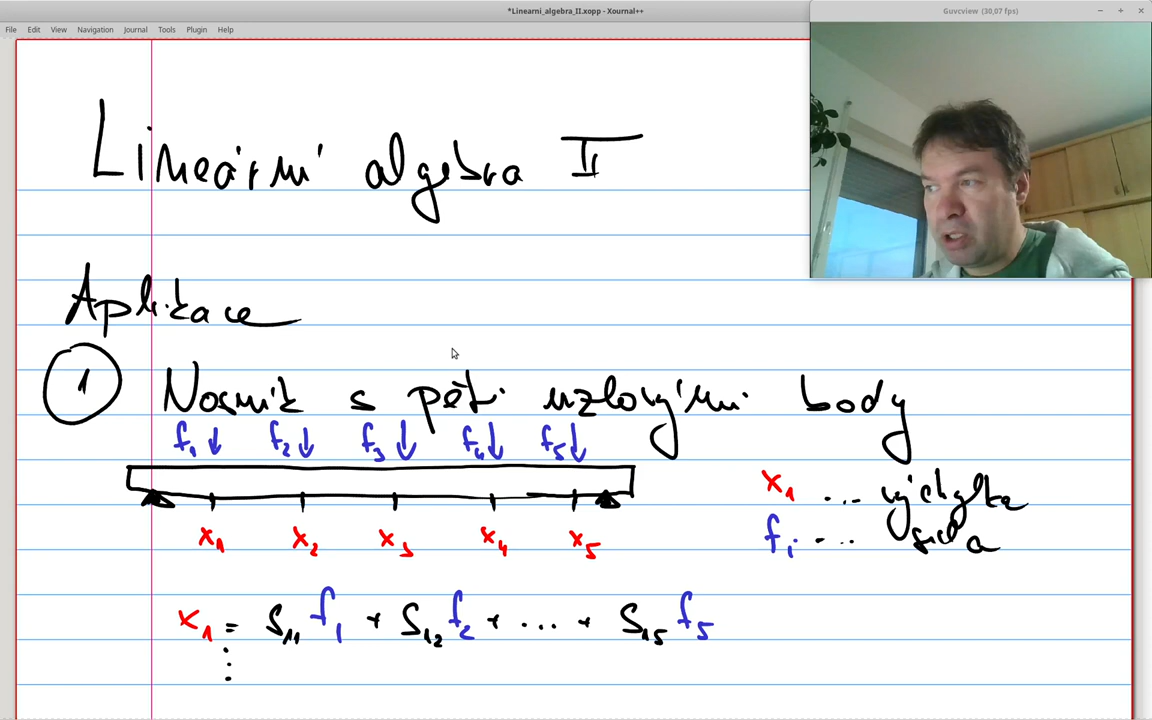 *Linearni_algebra_II.xopp - Xournal++
Guvcview (30,07 fps)
File Edit View Navigation Journal Tools Plugin Help
Lineární algebra II
Aplikace
1 Nosník s pěti uzlovými body
f₁↓ f₂↓ f₃↓ f₄↓ f₅↓
x₁ ... výchylka
x₁ x₂ x₃ x₄ x₅
fᵢ ... síla
x₁ = S₁₁ f₁ + S₁₂ f₂ + ... + S₁₅ f₅
⋮